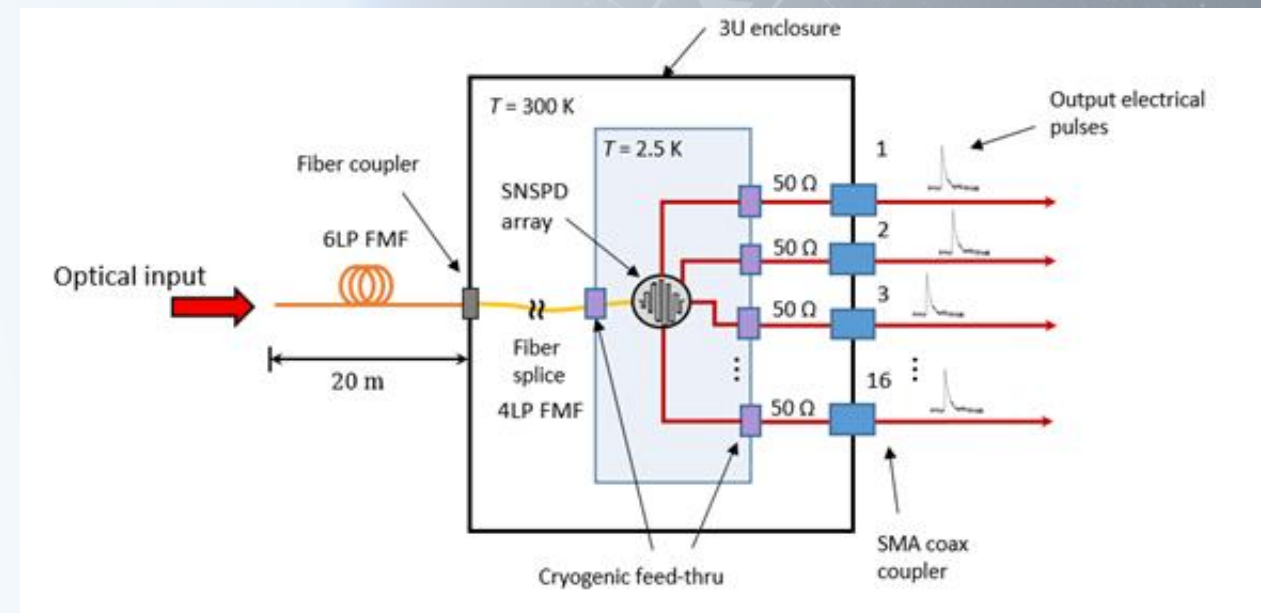 3U enclosure
T = 300 K
Output electrical
pulses
T = 2.5 K
1
Fiber coupler
50 Ω
SNSPD
array
6LP FMF
2
50 Ω
Optical input
3
50 Ω
Fiber
splice
20 m
16
4LP FMF
50 Ω
SMA coax
coupler
Cryogenic feed-thru